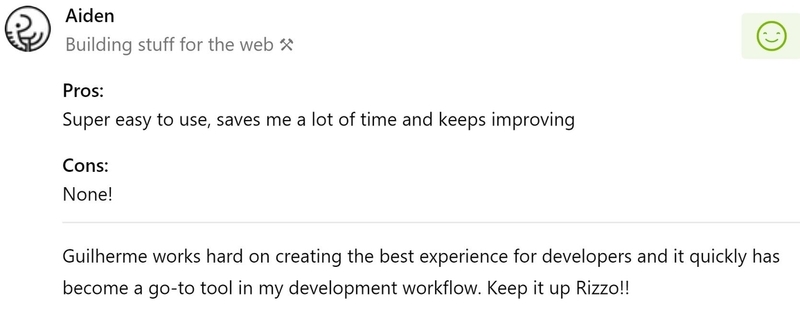 Aiden
Building stuff for the web ⚒
Pros:
Super easy to use, saves me a lot of time and keeps improving
Cons:
None!
Guilherme works hard on creating the best experience for developers and it quickly has
become a go-to tool in my development workflow. Keep it up Rizzo!!